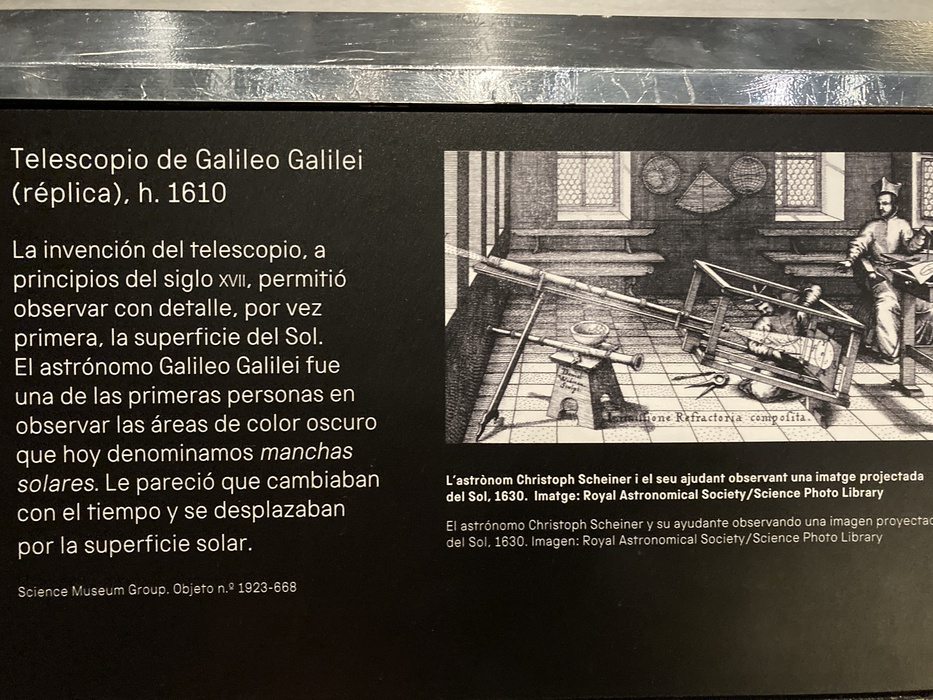 Telescopio de Galileo Galilei
(réplica), h. 1610
La invención del telescopio, a
principios del siglo XVII, permitió
observar con detalle, por vez
primera, la superficie del Sol.
El astrónomo Galileo Galilei fue
una de las primeras personas en
observar las áreas de color oscuro
que hoy denominamos manchas
solares. Le pareció que cambiaban
con el tiempo y se desplazaban
por la superficie solar.
Science Museum Group. Objeto n.º 1923-668
Refractoria composita.
L'astrònom Christoph Scheiner i el seu ajudant observant una imatge projectada
del Sol, 1630. Imatge: Royal Astronomical Society/Science Photo Library
El astrónomo Christoph Scheiner y su ayudante observando una imagen proyectad
del Sol, 1630. Imagen: Royal Astronomical Society/Science Photo Library